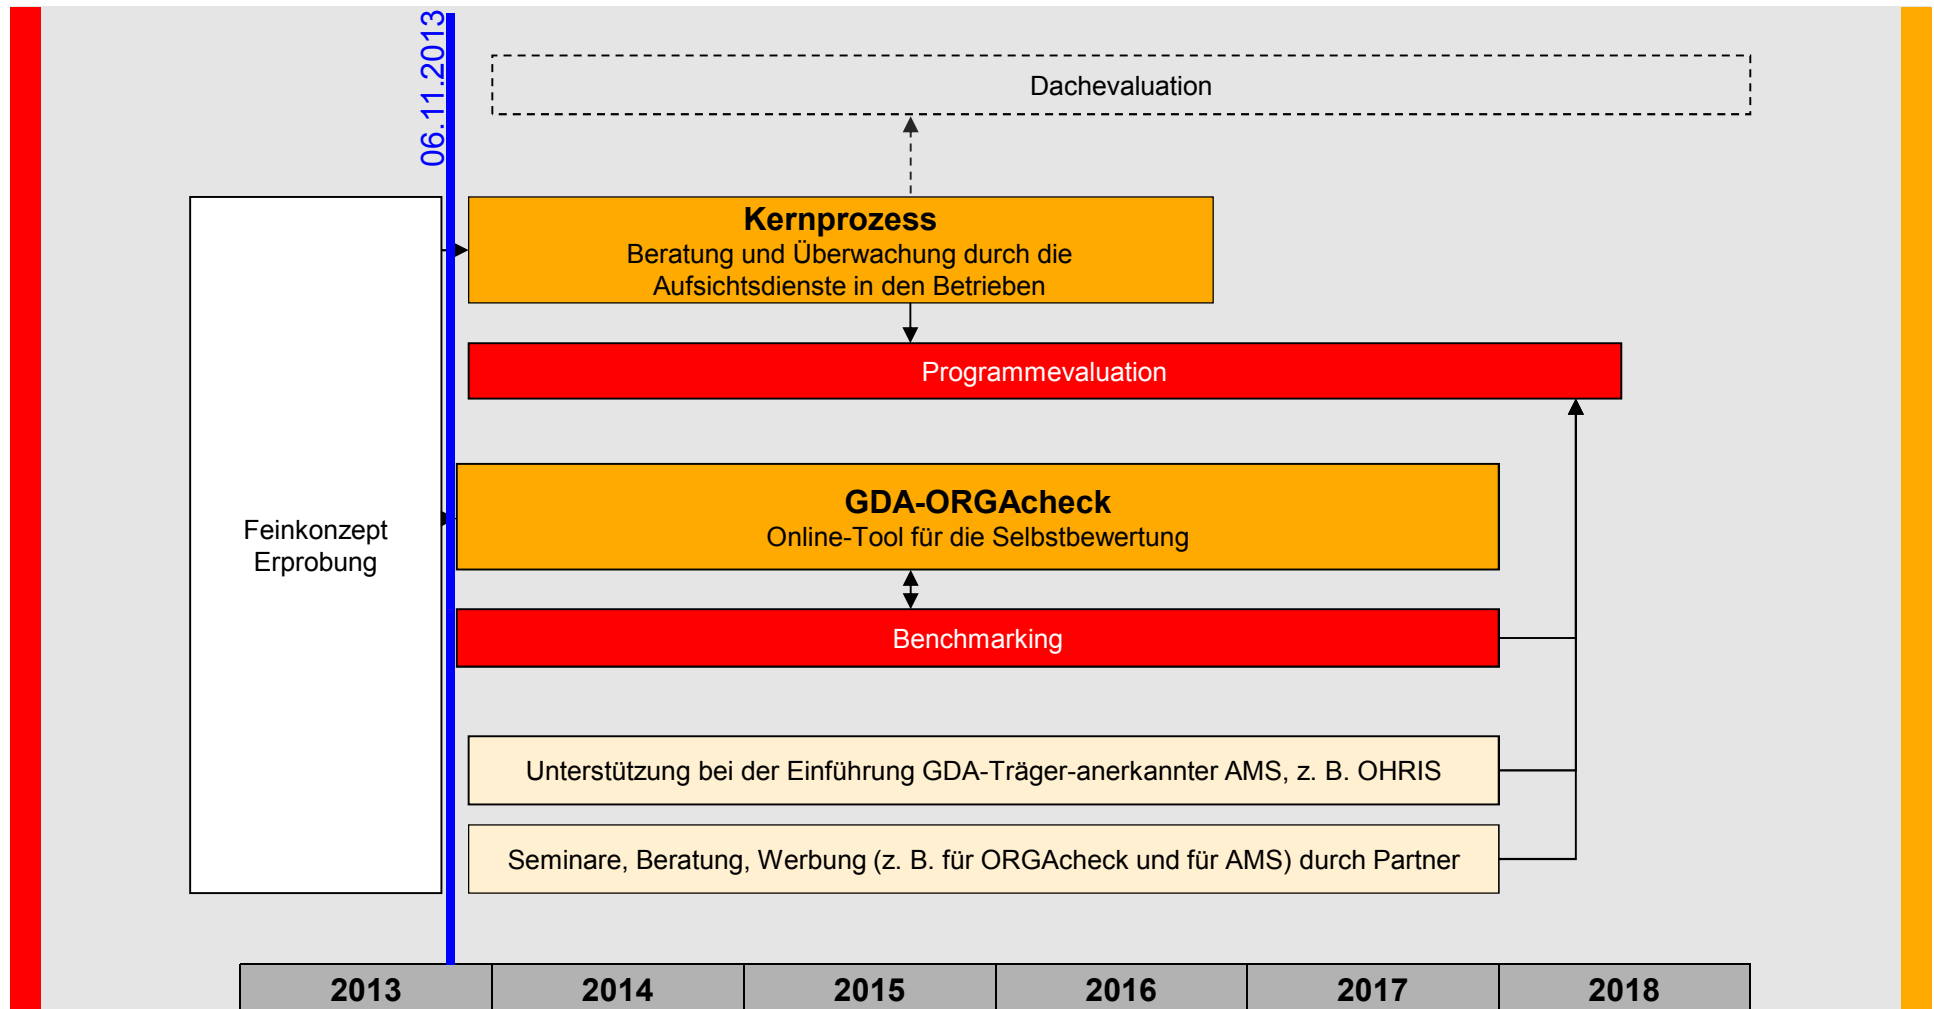 06.11.2013
Dachevaluation
Kernprozess
Beratung und Überwachung durch die
Aufsichtsdienste in den Betrieben
Programmevaluation
Feinkonzept
Erprobung
GDA-ORGAcheck
Online-Tool für die Selbstbewertung
Benchmarking
Unterstützung bei der Einführung GDA-Träger-anerkannter AMS, z. B. OHRIS
Seminare, Beratung, Werbung (z. B. für ORGAcheck und für AMS) durch Partner
2013 2014 2015 2016 2017 2018